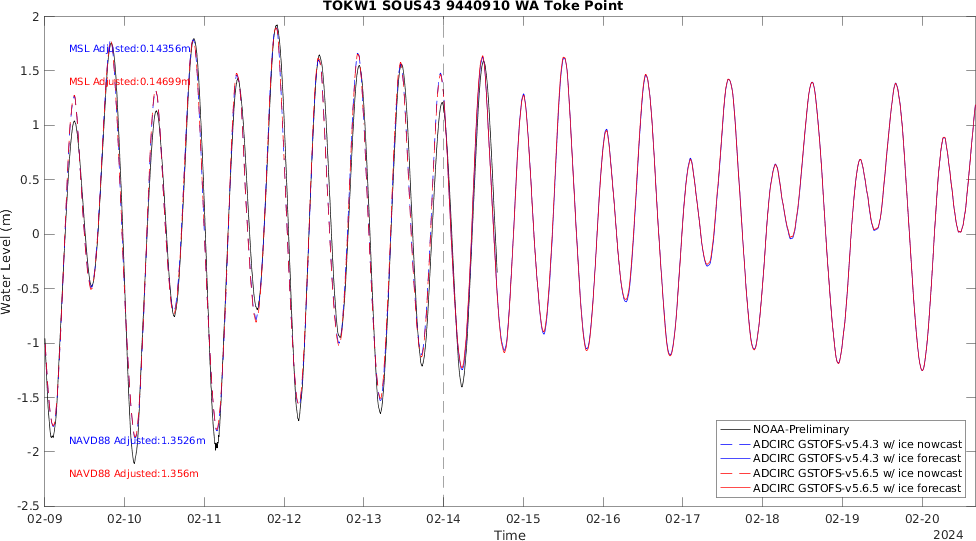 TOKW1 SOUS43 9440910 WA Toke Point
2
1.5
1
0.5
0
-0.5
-1
-1.5
-2
-2.5
Water Level (m)
MSL Adjusted:0.14356m
MSL Adjusted:0.14699m
NAVD88 Adjusted:1.3526m
NAVD88 Adjusted:1.356m
NOAA-Preliminary
ADCIRC GSTOFS-v5.4.3 w/ ice nowcast
ADCIRC GSTOFS-v5.4.3 w/ ice forecast
ADCIRC GSTOFS-v5.6.5 w/ ice nowcast
ADCIRC GSTOFS-v5.6.5 w/ ice forecast
02-09 02-10 02-11 02-12 02-13 02-14 02-15 02-16 02-17 02-18 02-19 02-20
Time
2024